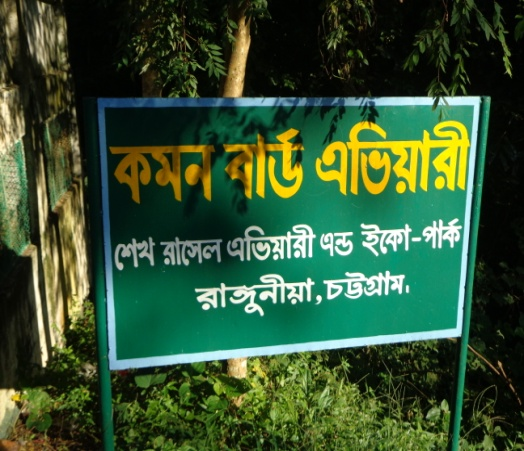 কমন বার্ড এভিয়ারী
শেখ রাসেল এভিয়ারী এন্ড ইকো-পার্ক
রাঙ্গুনীয়া, চট্টগ্রাম.